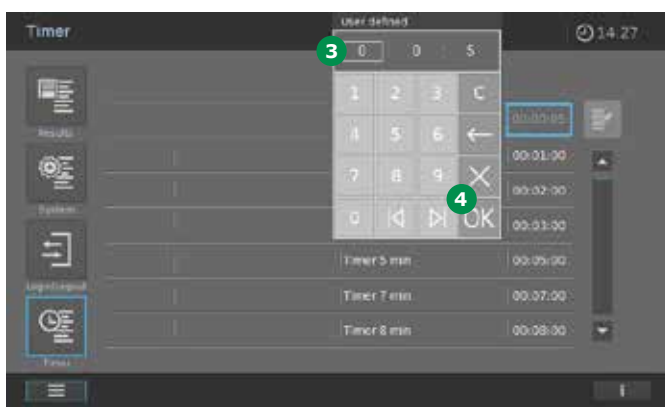 User defined
Timer
14.27
3
0 0 : 5
1 2 3 C
Results
00:00:05
4 5 6
00:01:00
7 8 9
System
00:02:00
4
0 OK
00:03:00
Timer 5 min 00:05:00
Timer 7 min 00:07:00
Timer 8 min 00:08:00
Timer
i